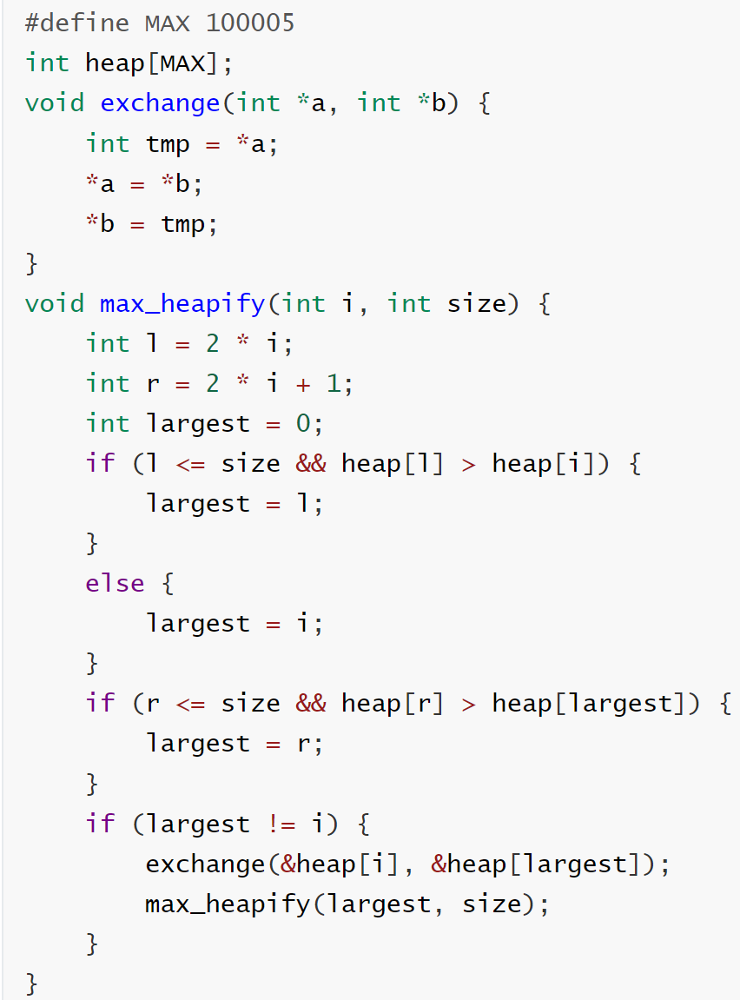 #define MAX 100005
int heap[MAX];
void exchange(int *a, int *b) {
    int tmp = *a;
    *a = *b;
    *b = tmp;
}
void max_heapify(int i, int size) {
    int l = 2 * i;
    int r = 2 * i + 1;
    int largest = 0;
    if (l <= size && heap[l] > heap[i]) {
        largest = l;
    }
    else {
        largest = i;
    }
    if (r <= size && heap[r] > heap[largest]) {
        largest = r;
    }
    if (largest != i) {
        exchange(&heap[i], &heap[largest]);
        max_heapify(largest, size);
    }
}